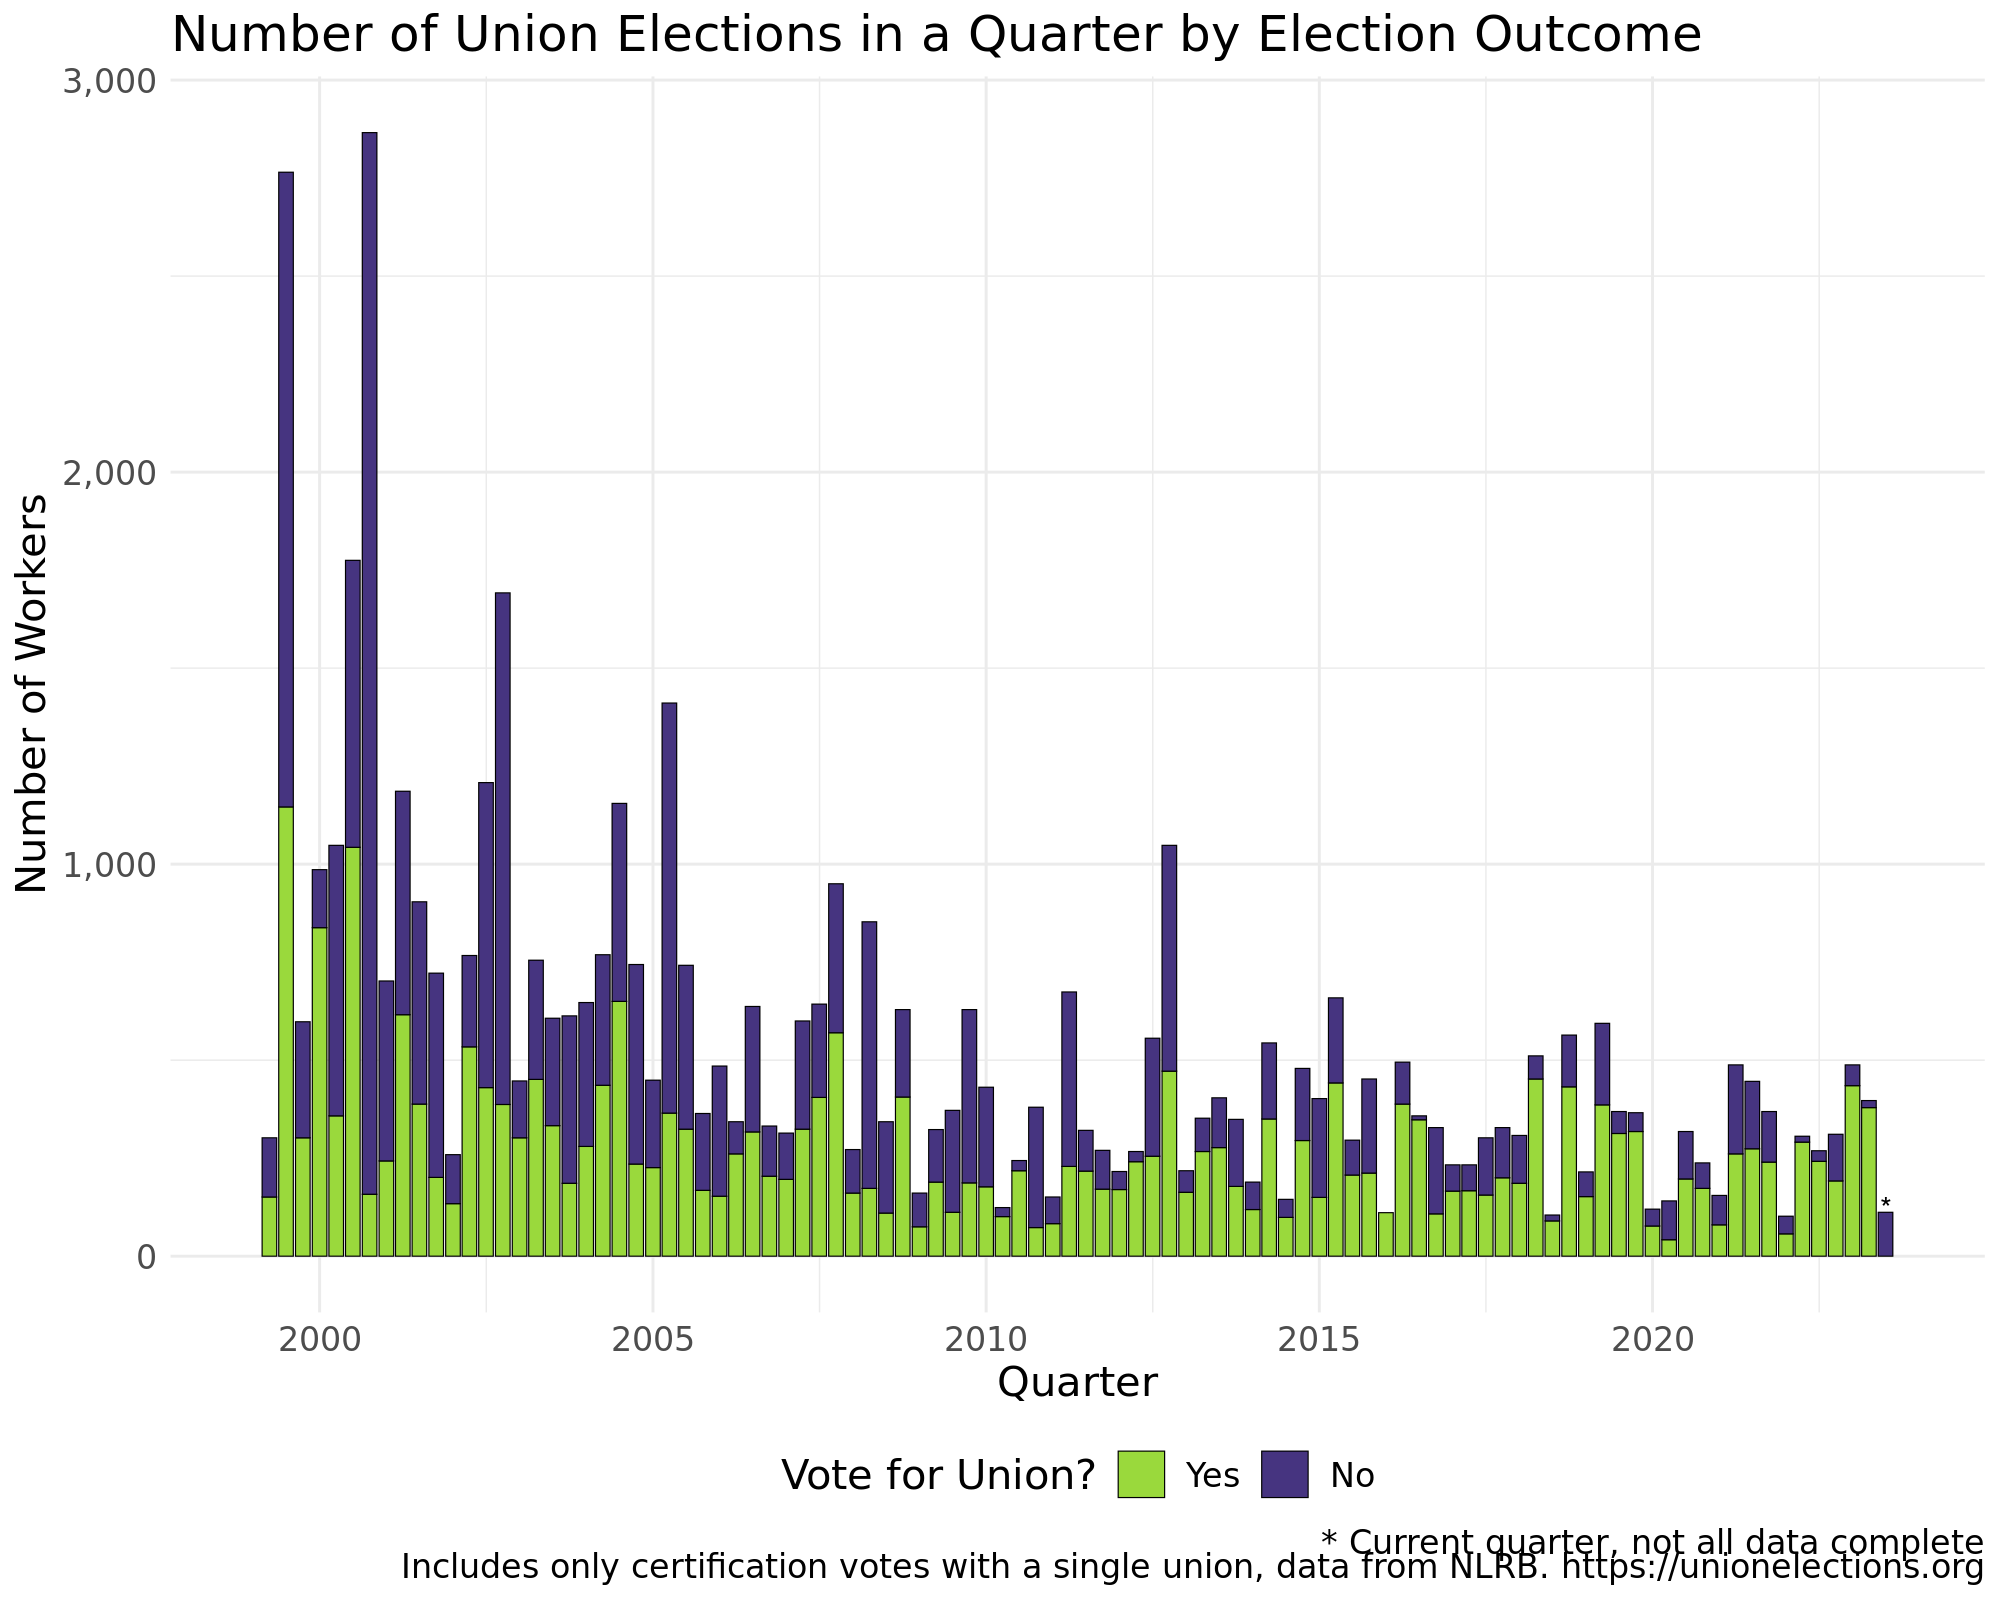 Number of Union Elections in a Quarter by Election Outcome
3,000
2,000
1,000
0
Number of Workers
*
2000 2005 2010 2015 2020
Quarter
Vote for Union? Yes No
* Current quarter, not all data complete
Includes only certification votes with a single union, data from NLRB. https://unionelections.org